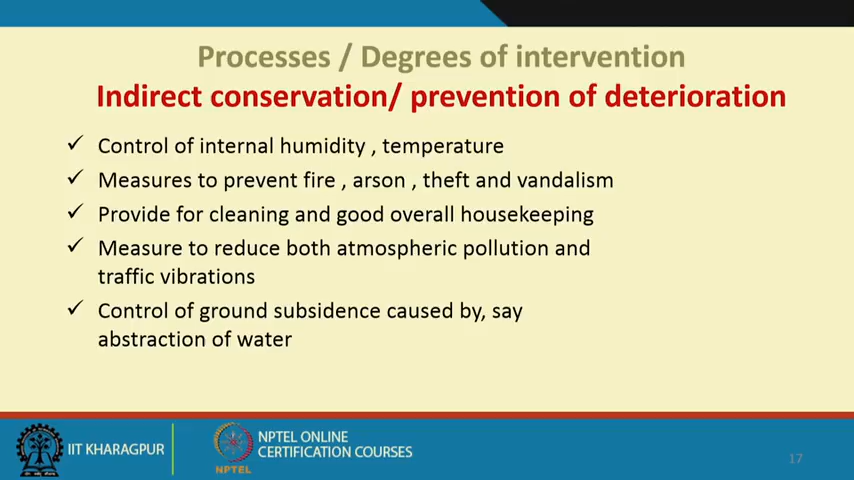 Processes / Degrees of intervention
Indirect conservation/ prevention of deterioration
✓ Control of internal humidity , temperature
✓ Measures to prevent fire , arson , theft and vandalism
✓ Provide for cleaning and good overall housekeeping
✓ Measure to reduce both atmospheric pollution and
traffic vibrations
✓ Control of ground subsidence caused by, say
abstraction of water
IIT KHARAGPUR
NPTEL
NPTEL ONLINE
CERTIFICATION COURSES
17